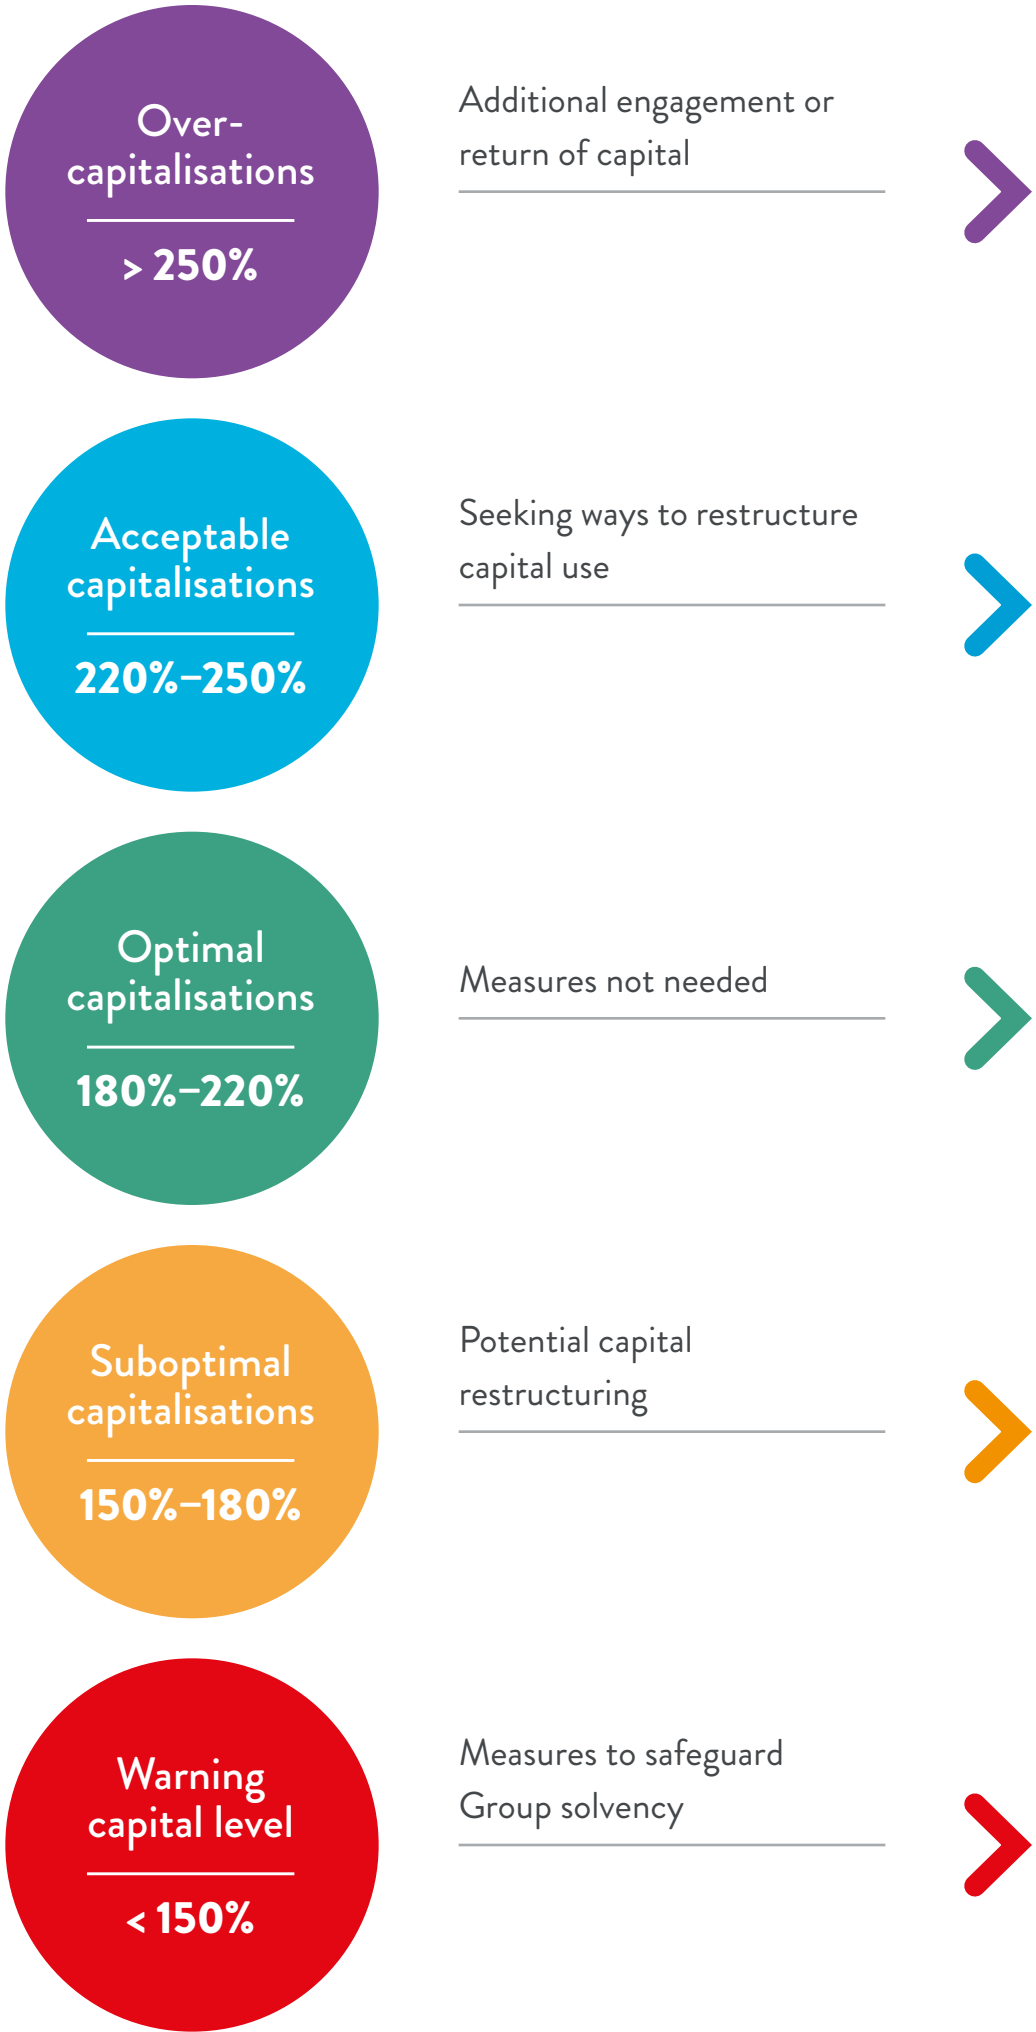 Over-
capitalisations
> 250%
Additional engagement or
return of capital
Acceptable
capitalisations
220%–250%
Seeking ways to restructure
capital use
Optimal
capitalisations
180%–220%
Measures not needed
Suboptimal
capitalisations
150%–180%
Potential capital
restructuring
Warning
capital level
< 150%
Measures to safeguard
Group solvency